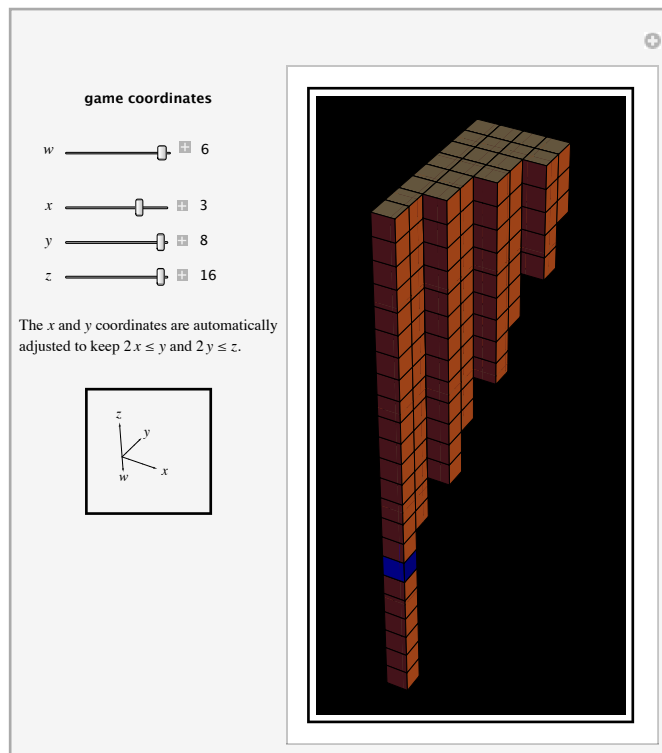 game coordinates
w 6
x 3
y 8
z 16
The x and y coordinates are automatically
adjusted to keep 2 x ≤ y and 2 y ≤ z.
z
y
w
x